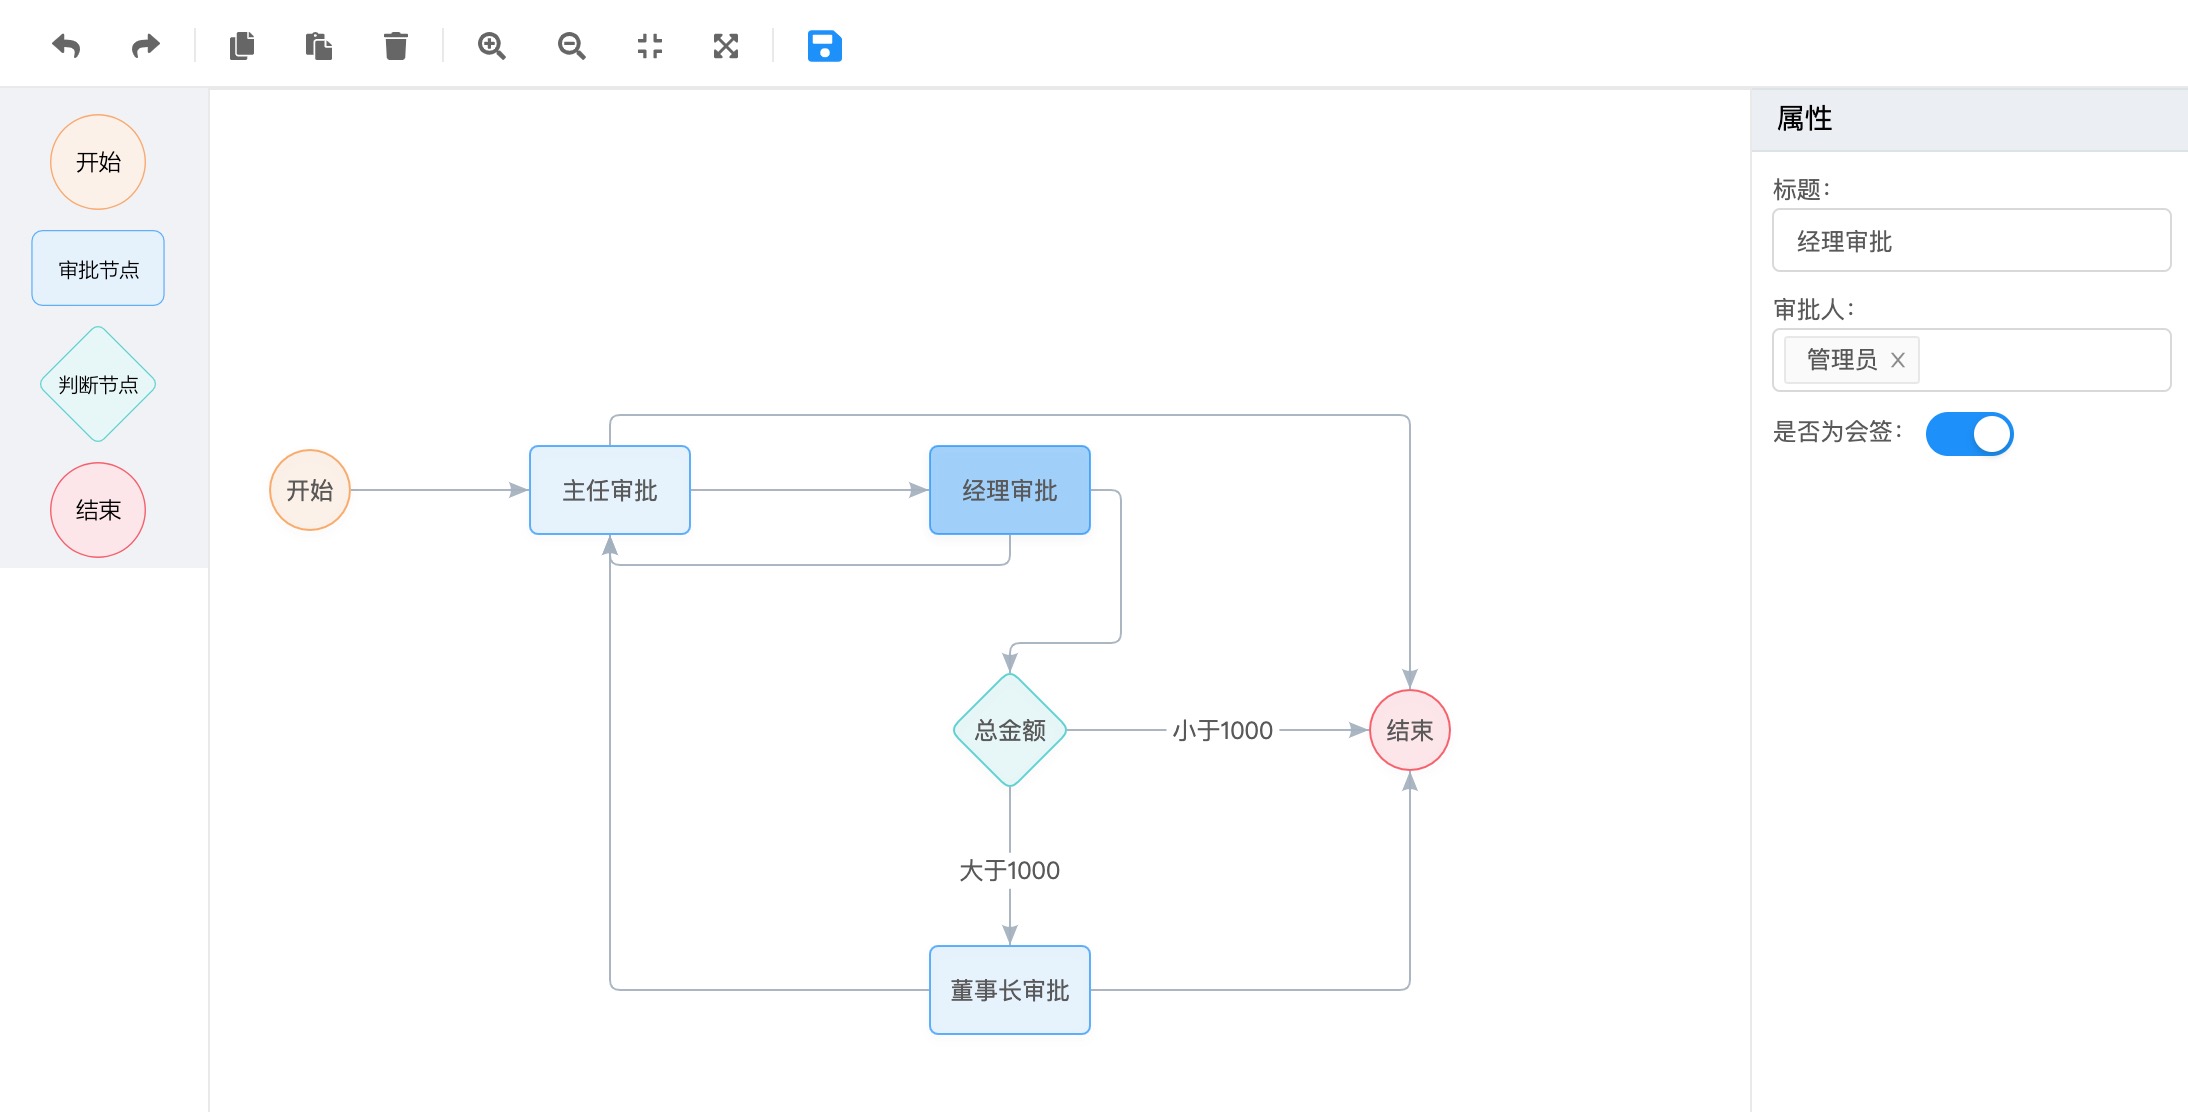 开始
审批节点
判断节点
结束
开始
主任审批
经理审批
总金额
小于1000
结束
大于1000
董事长审批
属性
标题：
经理审批
审批人：
管理员 X
是否为会签：